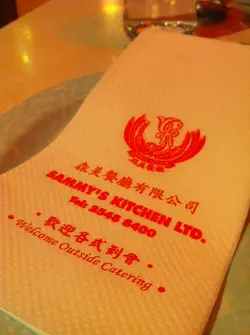 森美餐廳有限公司
SAMMY'S KITCHEN LTD.
Tel: 2548 8400
• 歡迎各式到會 •
• Welcome Outside Catering •